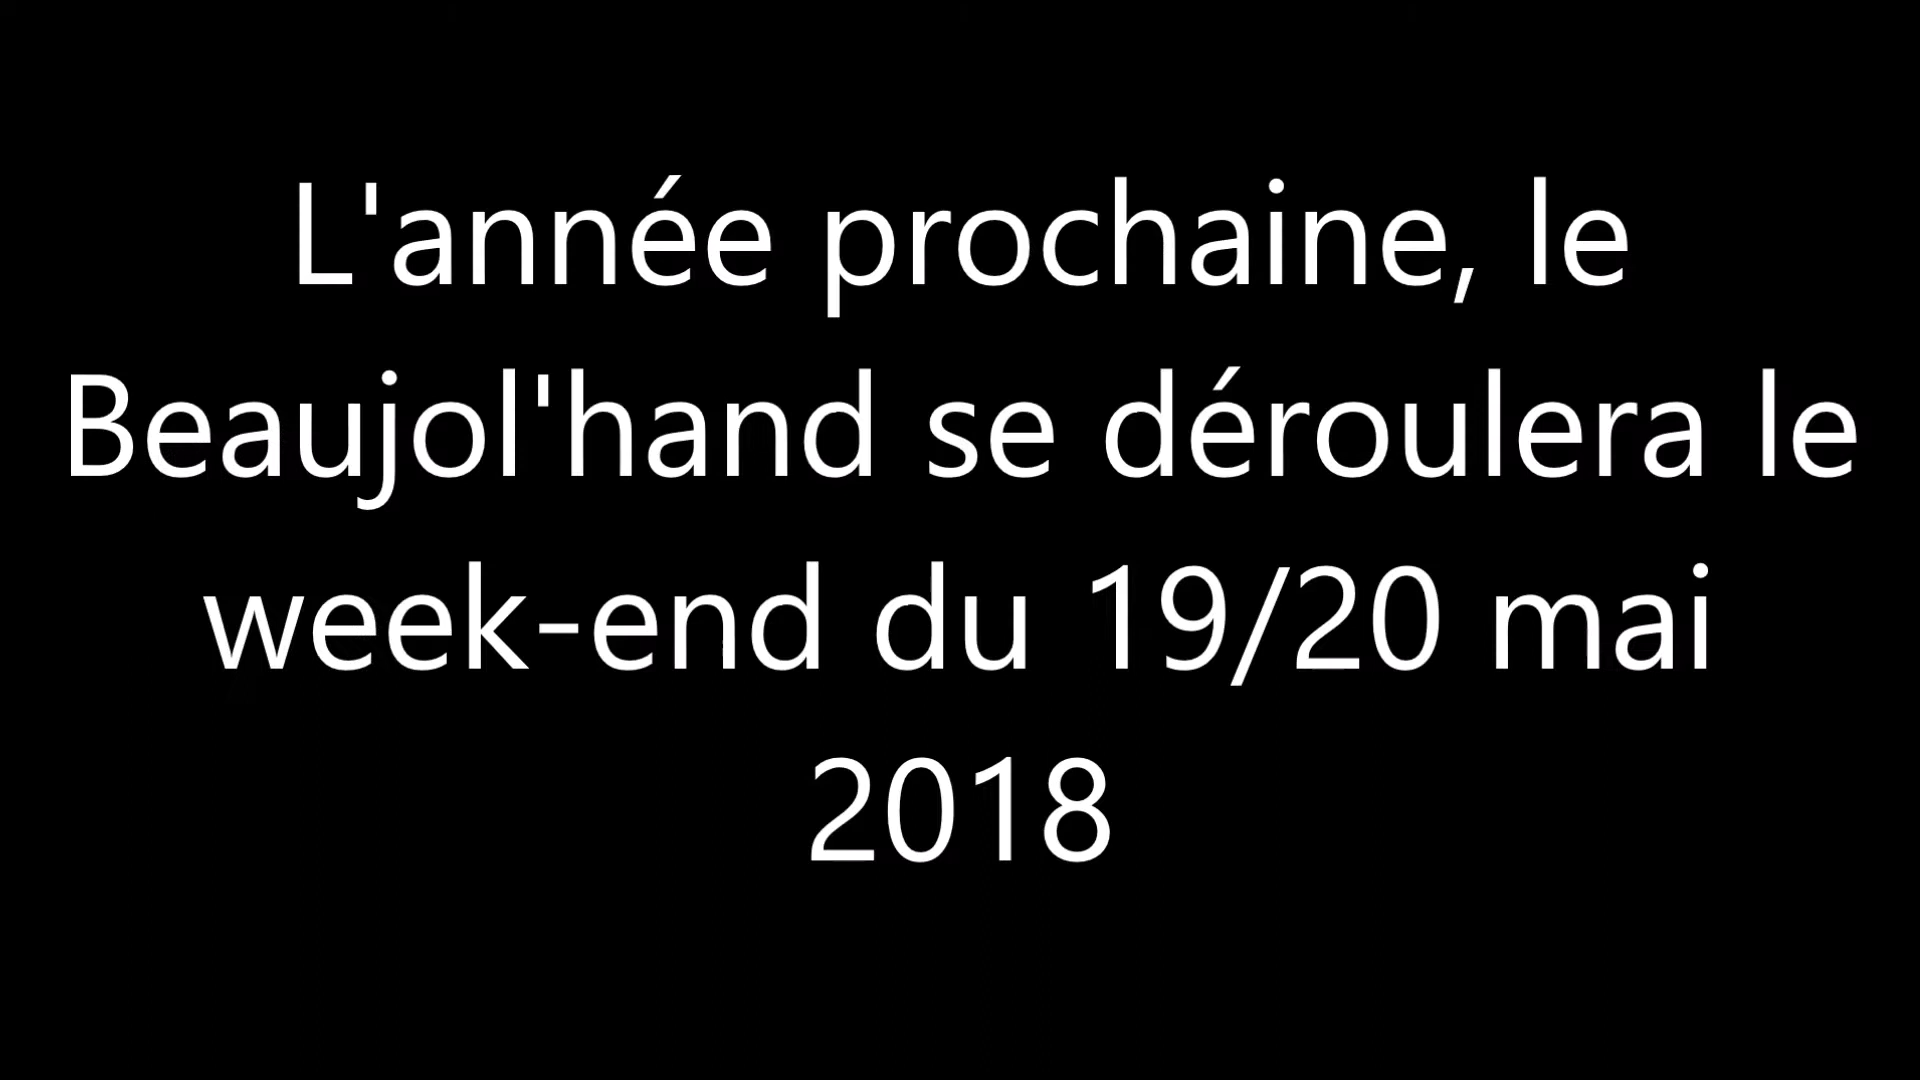 L'année prochaine, le
Beaujol'hand se déroulera le
week-end du 19/20 mai
2018